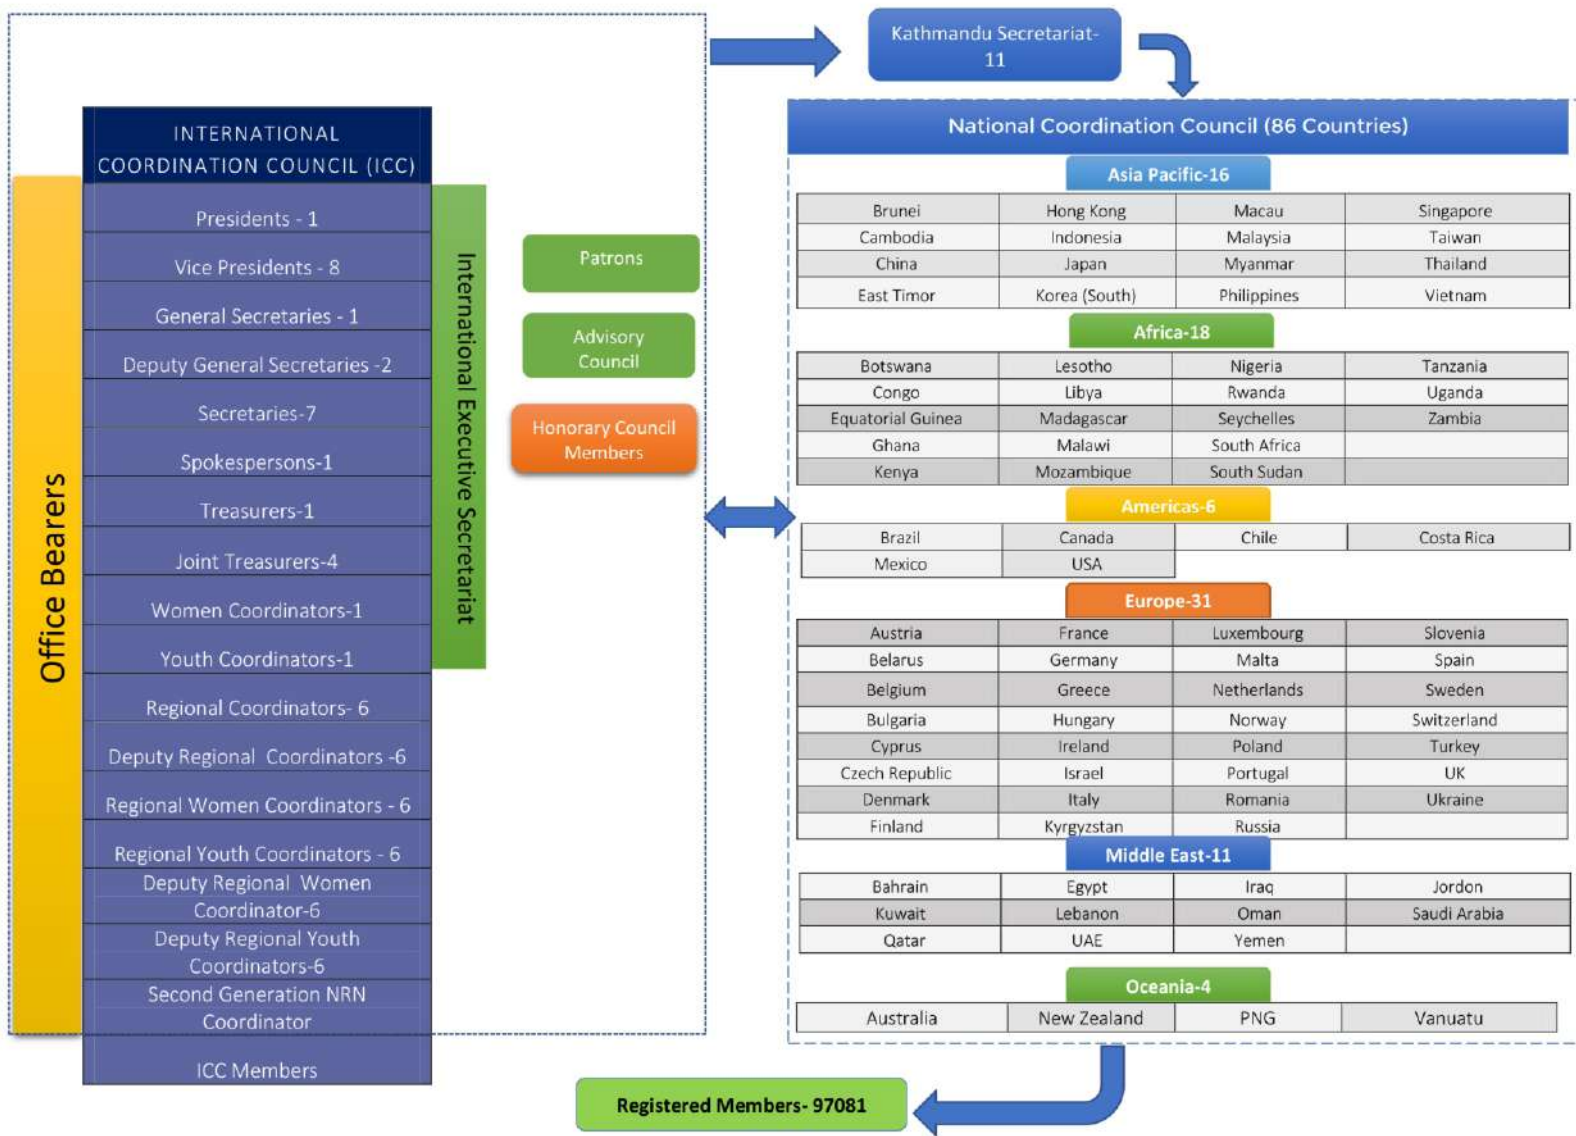 Kathmandu Secretariat-
11
INTERNATIONAL
COORDINATION COUNCIL (ICC)
Presidents - 1
Vice Presidents - 8
General Secretaries - 1
Deputy General Secretaries -2
Secretaries-7
Spokespersons-1
Treasurers-1
Joint Treasurers-4
Women Coordinators-1
Youth Coordinators-1
Regional Coordinators- 6
Deputy Regional Coordinators -6
Regional Women Coordinators - 6
Regional Youth Coordinators - 6
Deputy Regional Women
Coordinator-6
Deputy Regional Youth
Coordinators-6
Second Generation NRN
Coordinator
ICC Members
Office Bearers
International Executive Secretariat
Patrons
Advisory
Council
Honorary Council
Members
National Coordination Council (86 Countries)
Asia Pacific-16
Brunei Hong Kong Macau Singapore
Cambodia Indonesia Malaysia Taiwan
China Japan Myanmar Thailand
East Timor Korea (South) Philippines Vietnam
Africa-18
Botswana Lesotho Nigeria Tanzania
Congo Libya Rwanda Uganda
Equatorial Guinea Madagascar Seychelles Zambia
Ghana Malawi South Africa
Kenya Mozambique South Sudan
Americas-6
Brazil Canada Chile Costa Rica
Mexico USA
Europe-31
Austria France Luxembourg Slovenia
Belarus Germany Malta Spain
Belgium Greece Netherlands Sweden
Bulgaria Hungary Norway Switzerland
Cyprus Ireland Poland Turkey
Czech Republic Israel Portugal UK
Denmark Italy Romania Ukraine
Finland Kyrgyzstan Russia
Middle East-11
Bahrain Egypt Iraq Jordon
Kuwait Lebanon Oman Saudi Arabia
Qatar UAE Yemen
Oceania-4
Australia New Zealand PNG Vanuatu
Registered Members- 97081